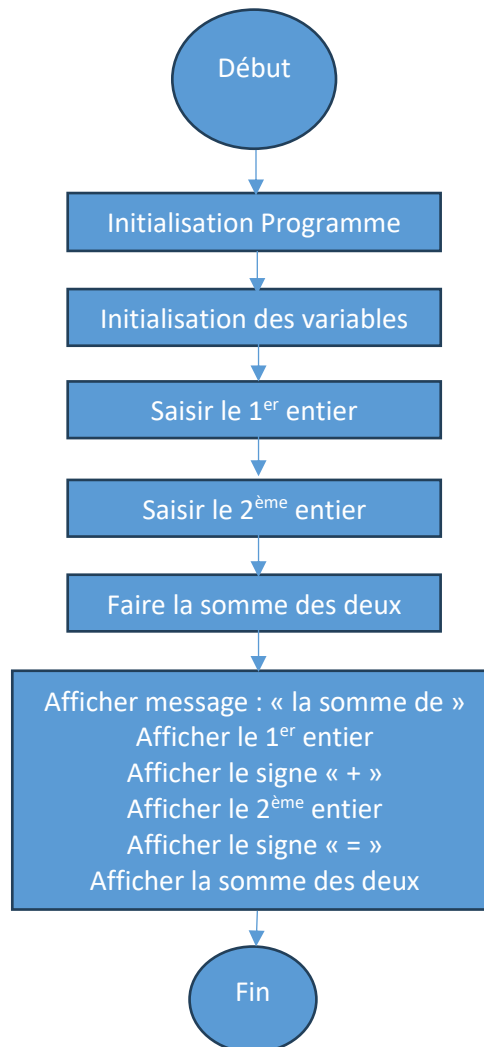 Début
Initialisation Programme
Initialisation des variables
Saisir le 1er entier
Saisir le 2ème entier
Faire la somme des deux
Afficher message : « la somme de »
Afficher le 1er entier
Afficher le signe « + »
Afficher le 2ème entier
Afficher le signe « = »
Afficher la somme des deux
Fin